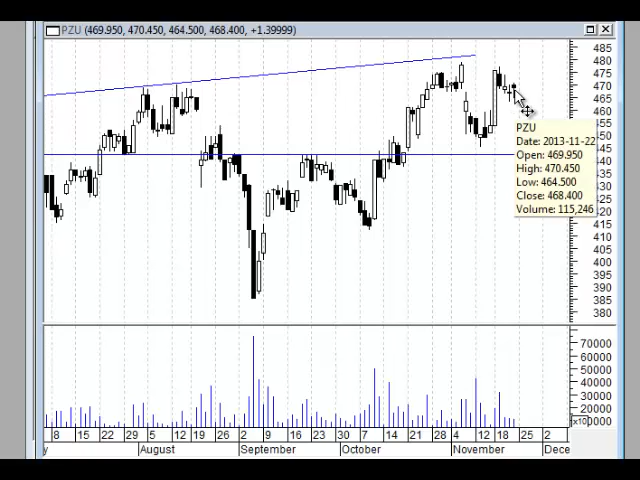 PZU (469.950, 470.450, 464.500, 468.400, +1.39999)
485
480
475
470
465
460
455
450
445
440
435
430
425
420
415
410
405
400
395
390
385
380
PZU
Date: 2013-11-22
Open: 469.950
High: 470.450
Low: 464.500
Close: 468.400
Volume: 115,246
70000
60000
50000
40000
30000
20000
x10
8 15 22 29 5 12 19 26 2 9 16 23 30 7 14 21 28 4 12 18 25 2
y August September October November Dece